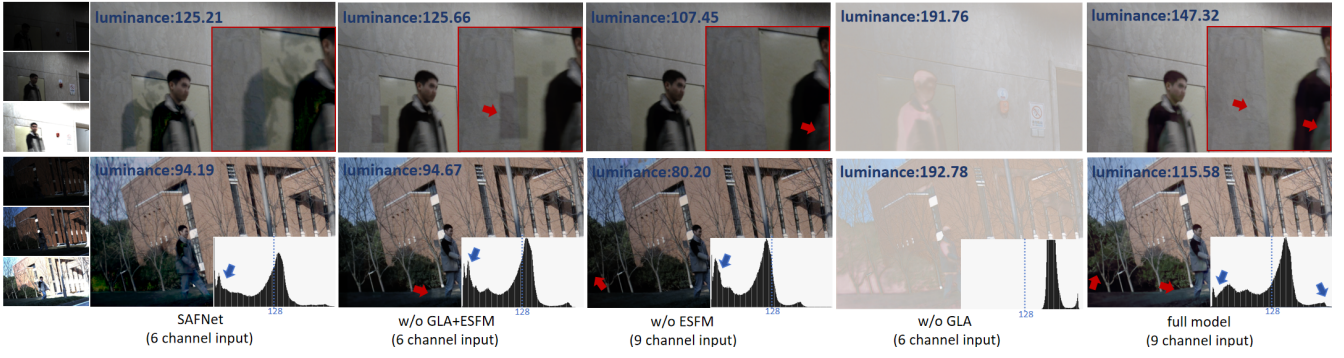 luminance:125.21
luminance:125.66
luminance:107.45
luminance:191.76
luminance:147.32
luminance:94.19
luminance:94.67
luminance:80.20
luminance:192.78
luminance:115.58
128
128
128
128
128
SAFNet
(6 channel input)
w/o GLA+ESFM
(6 channel input)
w/o ESFM
(9 channel input)
w/o GLA
(6 channel input)
full model
(9 channel input)